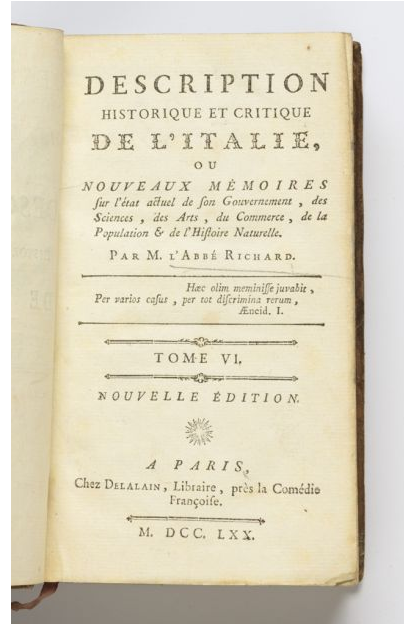 DESCRIPTION
HISTORIQUE ET CRITIQUE
DE L'ITALIE,
OU
NOUVEAUX MÉMOIRES
ſur l'état actuel de ſon Gouvernement, des
Sciences, des Arts, du Commerce, de la
Population & de l'Hiſtoire Naturelle.
PAR M. L'ABBÉ RICHARD.
Hæc olim meminiſſe juvabit,
Per varios caſus, per tot diſcrimina rerum,
Æneid. I.
TOME VI.
NOUVELLE ÉDITION.
A PARIS,
Chez DELALAIN, Libraire, près la Comédie
Françoiſe.
M. DCC. LXX.